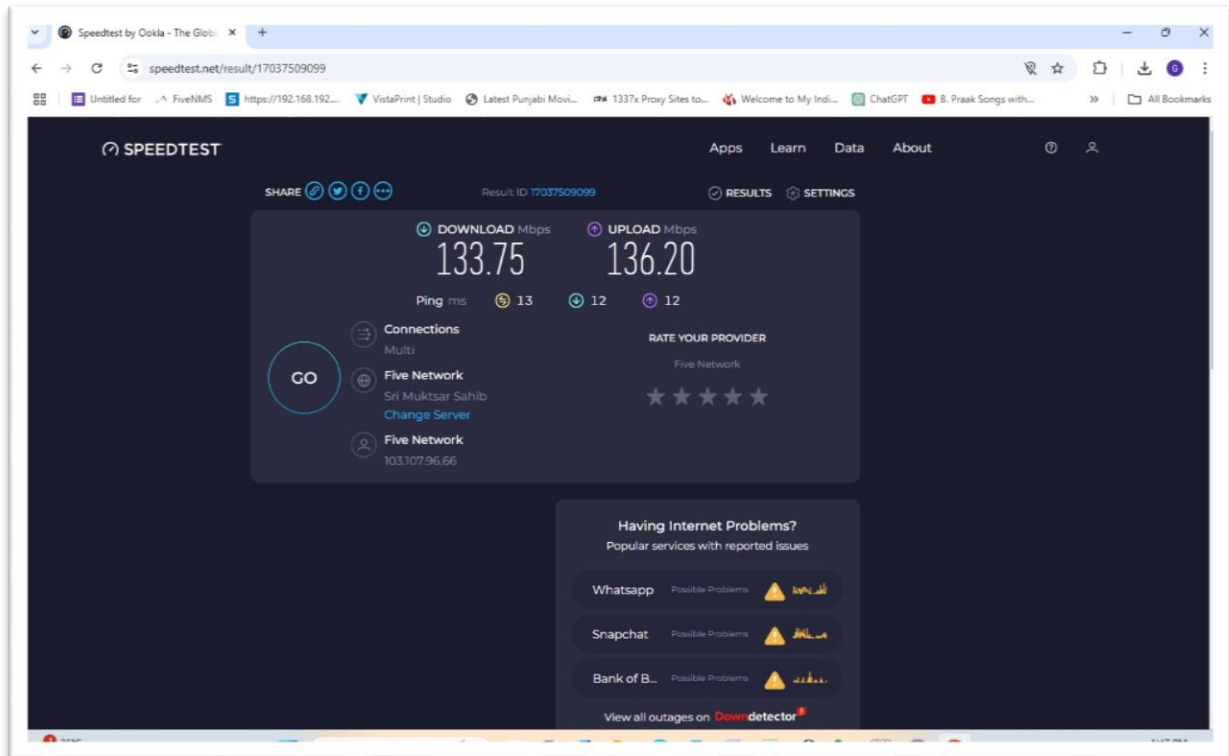 Speedtest by Ookla - The Glob
speedtest.net/result/17037509099
Untitled for FiveNMS https://192.168.192.... VistaPrint | Studio Latest Punjabi Movi... 1337x Proxy Sites to... Welcome to My Indi... ChatGPT B. Praak Songs with... » All Bookmarks
SPEEDTEST Apps Learn Data About
SHARE Result ID 17037509099 RESULTS SETTINGS
DOWNLOAD Mbps UPLOAD Mbps
133.75 136.20
Ping ms 13 12 12
Connections
Multi
RATE YOUR PROVIDER
Five Network
GO
Five Network
Sri Muktsar Sahib
Change Server
Five Network
103.107.96.66
Having Internet Problems?
Popular services with reported issues
Whatsapp Possible Problems
Snapchat Possible Problems
Bank of B... Possible Problems
View all outages on Downdetector